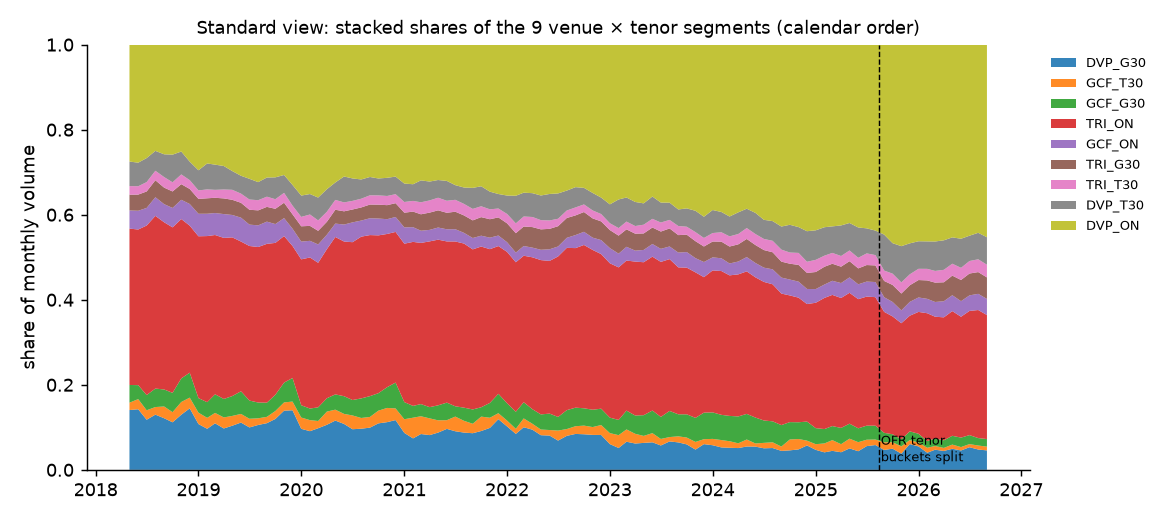 Standard view: stacked shares of the 9 venue × tenor segments (calendar order)
share of monthly volume
1.0
0.8
0.6
0.4
0.2
0.0
2018 2019 2020 2021 2022 2023 2024 2025 2026 2027
OFR tenor
buckets split
DVP_G30
GCF_T30
GCF_G30
TRI_ON
GCF_ON
TRI_G30
TRI_T30
DVP_T30
DVP_ON